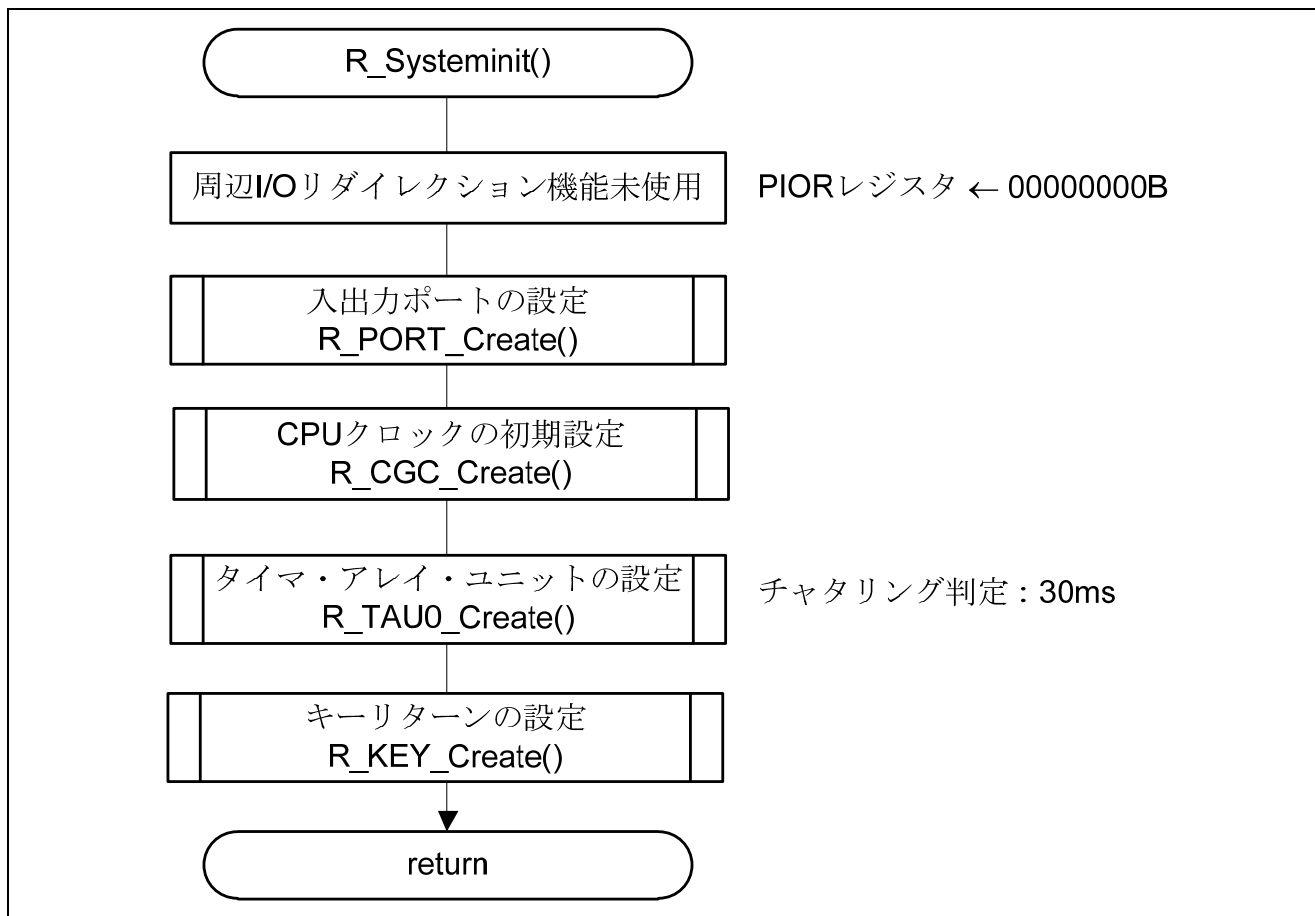 R_Systeminit()
周辺I/Oリダイレクション機能未使用
PIORレジスタ ← 00000000B
入出力ポートの設定
R_PORT_Create()
CPUクロックの初期設定
R_CGC_Create()
タイマ・アレイ・ユニットの設定
R_TAU0_Create()
チャタリング判定：30ms
キーリターンの設定
R_KEY_Create()
return